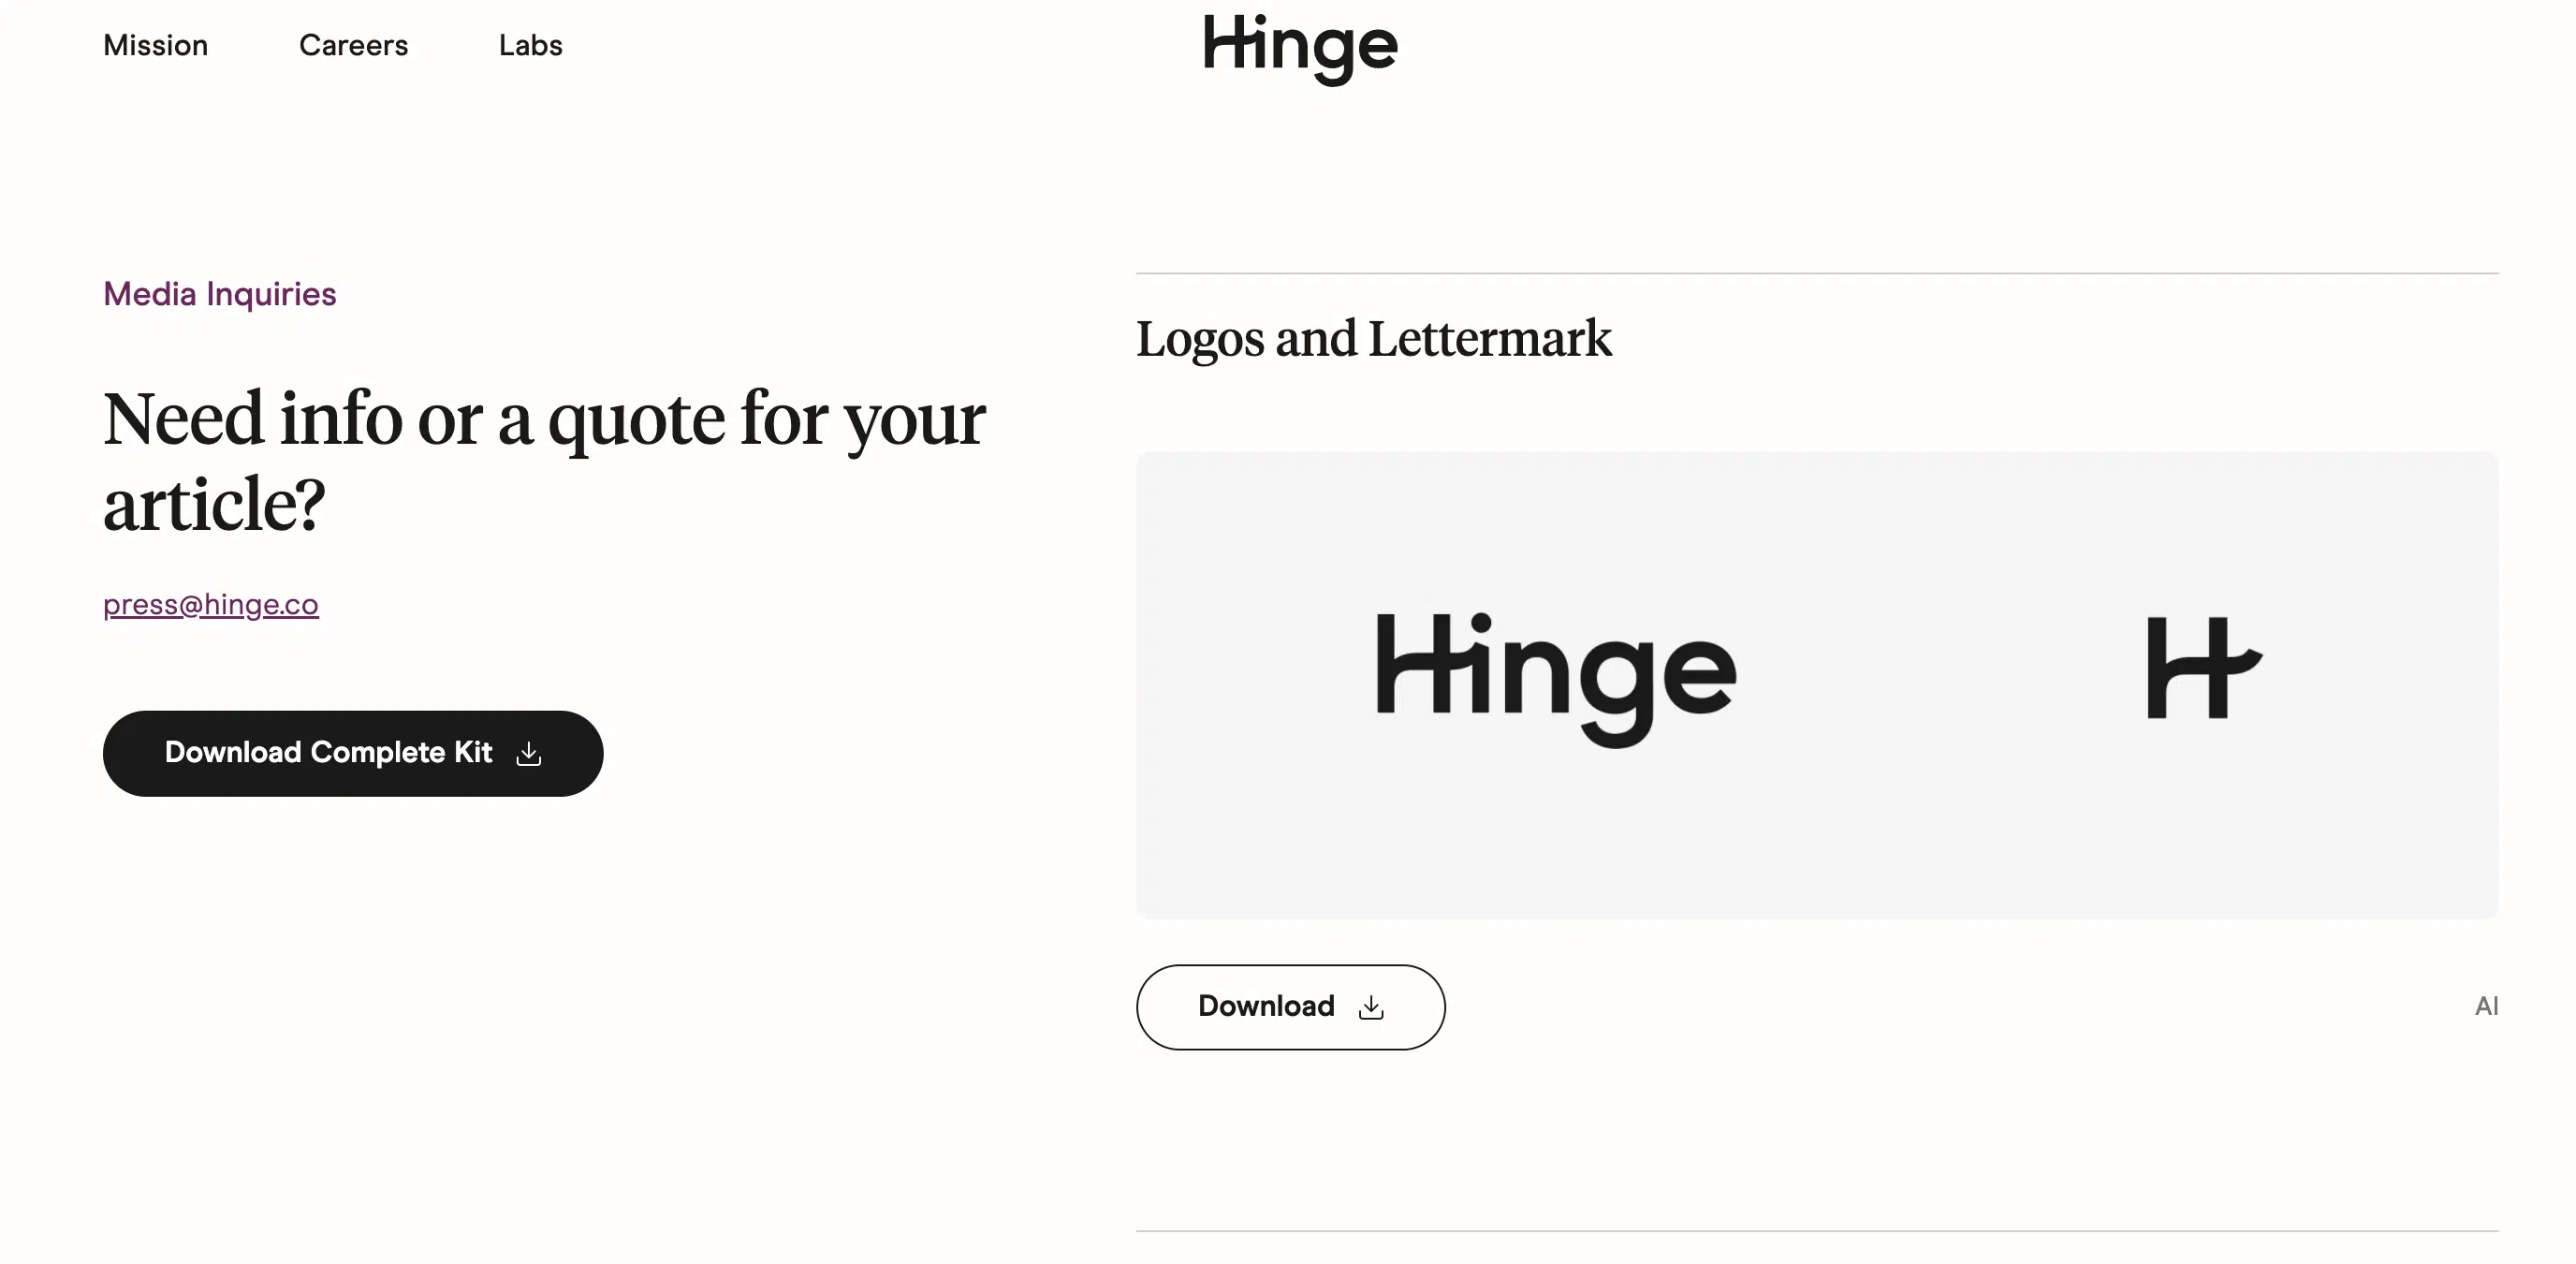 Mission
Careers
Labs
Hinge
Media Inquiries
Need info or a quote for your
article?
press@hinge.co
Download Complete Kit
Logos and Lettermark
Hinge
H
Download
AI